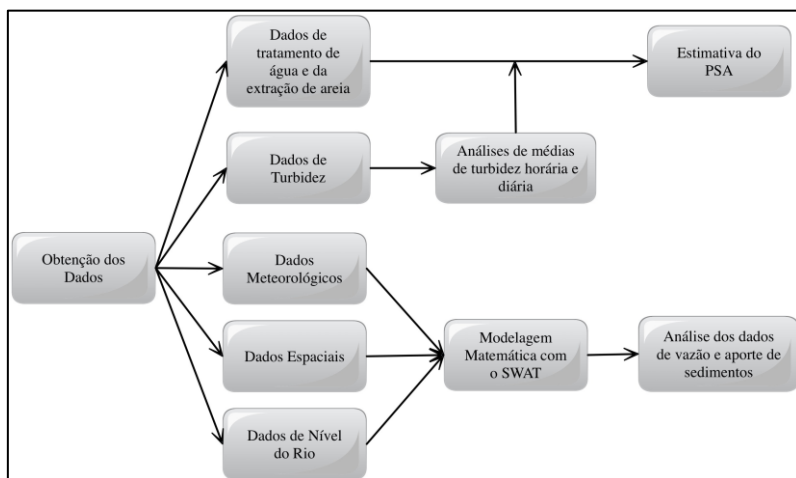 Dados de
tratamento de
água e da
extração de areia
Estimativa do
PSA
Dados de
Turbidez
Análises de médias
de turbidez horária e
diária
Obtenção dos
Dados
Dados
Meteorológicos
Dados Espaciais
Modelagem
Matemática com
o SWAT
Análise dos dados
de vazão e aporte de
sedimentos
Dados de Nível
do Rio